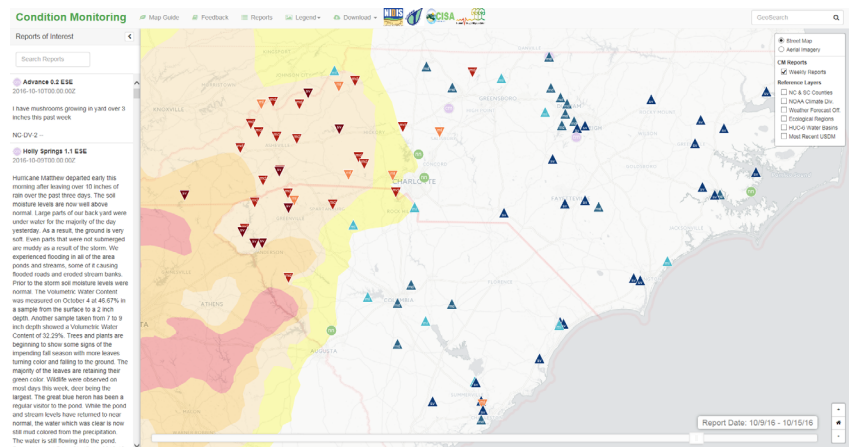 Condition Monitoring
Map Guide
Feedback
Reports
Legend
Download
NIDIS
CISA
GeoSearch
Reports of Interest
Search Reports
Advance 0.2 ESE
2016-10-10T00:00:00Z
I have mushrooms growing in yard over 3
inches this past week
NC-DV-2 --
Holly Springs 1.1 ESE
2016-10-09T00:00:00Z
Hurricane Matthew departed early this
morning after leaving over 10 inches of
rain over the past three days. The soil
moisture levels are now well above
normal. Large parts of our back yard were
under water for the majority of the day
yesterday. As a result, the ground is very
soft. Even parts that were not submerged
are muddy as a result of the storm. We
experienced flooding in all of the area
ponds and streams, some of it causing
flooded roads and eroded stream banks.
Prior to the storm soil moisture levels were
normal. The Volumetric Water Content
was measured on October 4 at 46.67% in
a sample from the surface to a 2 inch
depth. Another sample taken from 7 to 9
inch depth showed a Volumetric Water
Content of 32.29%. Trees and plants are
beginning to show some signs of the
impending fall season with more leaves
turning color and falling to the ground. The
majority of the leaves are retaining their
green color. Wildlife were observed on
most days this week, deer being the
largest. The great blue heron has been a
regular visitor to the pond. While the pond
and stream levels have returned to near
normal, the water which was clear is now
still mud colored from the precipitation.
The water is still flowing into the pond.
Street Map
Aerial Imagery
CM Reports
Weekly Reports
Reference Layers
NC & SC Counties
NOAA Climate Div.
Weather Forecast Off.
Ecological Regions
HUC-6 Water Basins
Most Recent USDM
KNOXVILLE
GREENSBORO
CHARLOTTE
COLUMBIA
FLORENCE
ATHENS
AUGUSTA
JACKSONVILLE
Report Date: 10/9/16 - 10/15/16